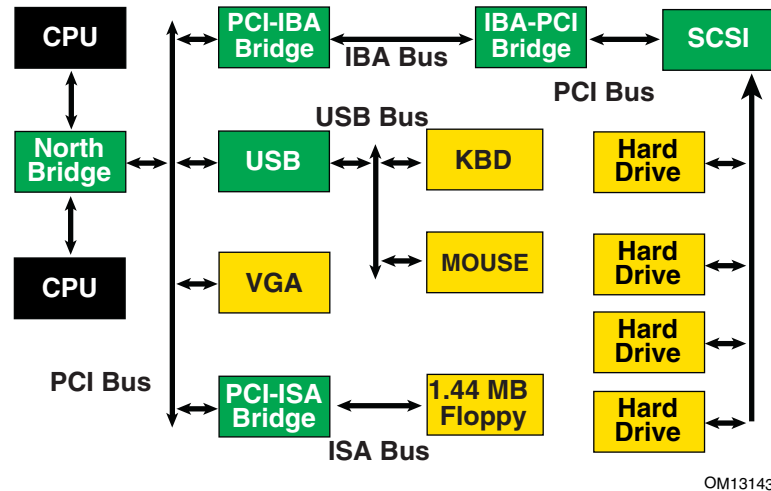 CPU
PCI-IBA
Bridge
IBA Bus
IBA-PCI
Bridge
SCSI
PCI Bus
USB Bus
North
Bridge
USB
KBD
Hard
Drive
CPU
VGA
MOUSE
Hard
Drive
Hard
Drive
PCI Bus
PCI-ISA
Bridge
1.44 MB
Floppy
Hard
Drive
ISA Bus
OM13143